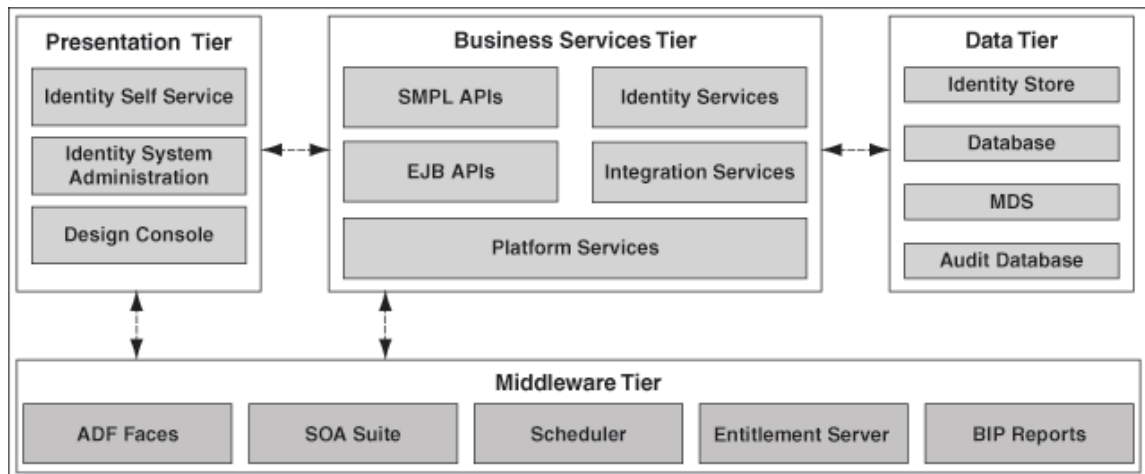 Presentation Tier
Identity Self Service
Identity System
Administration
Design Console
Business Services Tier
SMPL APIs
Identity Services
EJB APIs
Integration Services
Platform Services
Data Tier
Identity Store
Database
MDS
Audit Database
Middleware Tier
ADF Faces
SOA Suite
Scheduler
Entitlement Server
BIP Reports